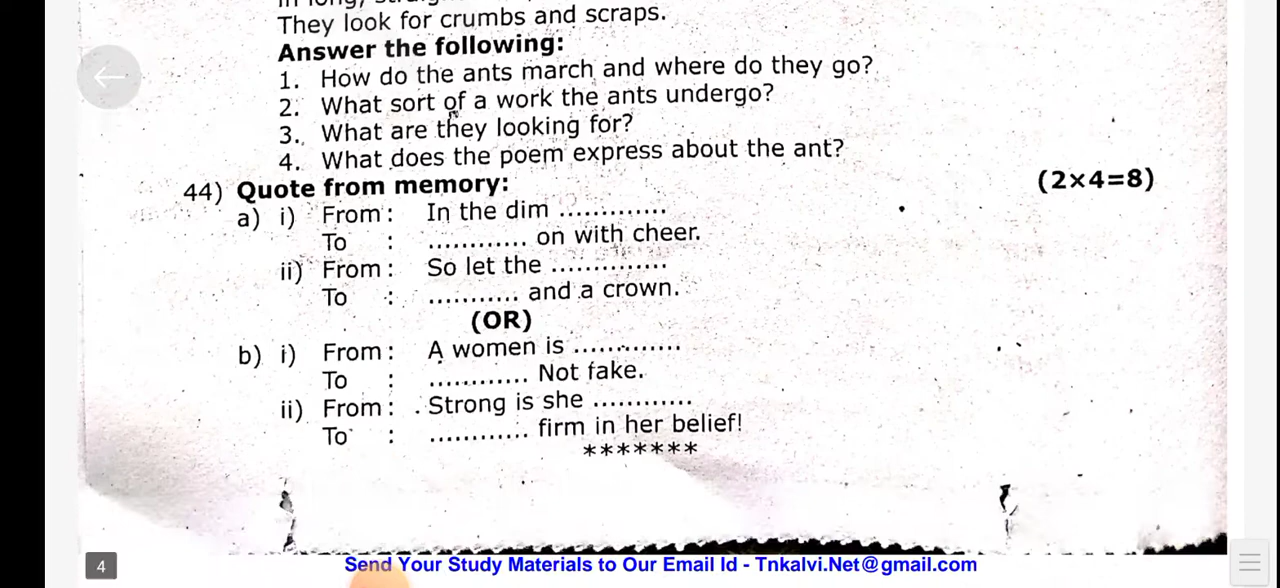 They look for crumbs and scraps.
Answer the following:
1. How do the ants march and where do they go?
2. What sort of a work the ants undergo?
3. What are they looking for?
4. What does the poem express about the ant?
44) Quote from memory: (2×4=8)
a) i) From : In the dim .............
To : ............ on with cheer.
ii) From : So let the ..............
To : ........... and a crown.
(OR)
b) i) From : A women is .............
To : ............ Not fake.
ii) From : Strong is she ............
To : ............ firm in her belief!
*******
4
Send Your Study Materials to Our Email Id - Tnkalvi.Net@gmail.com